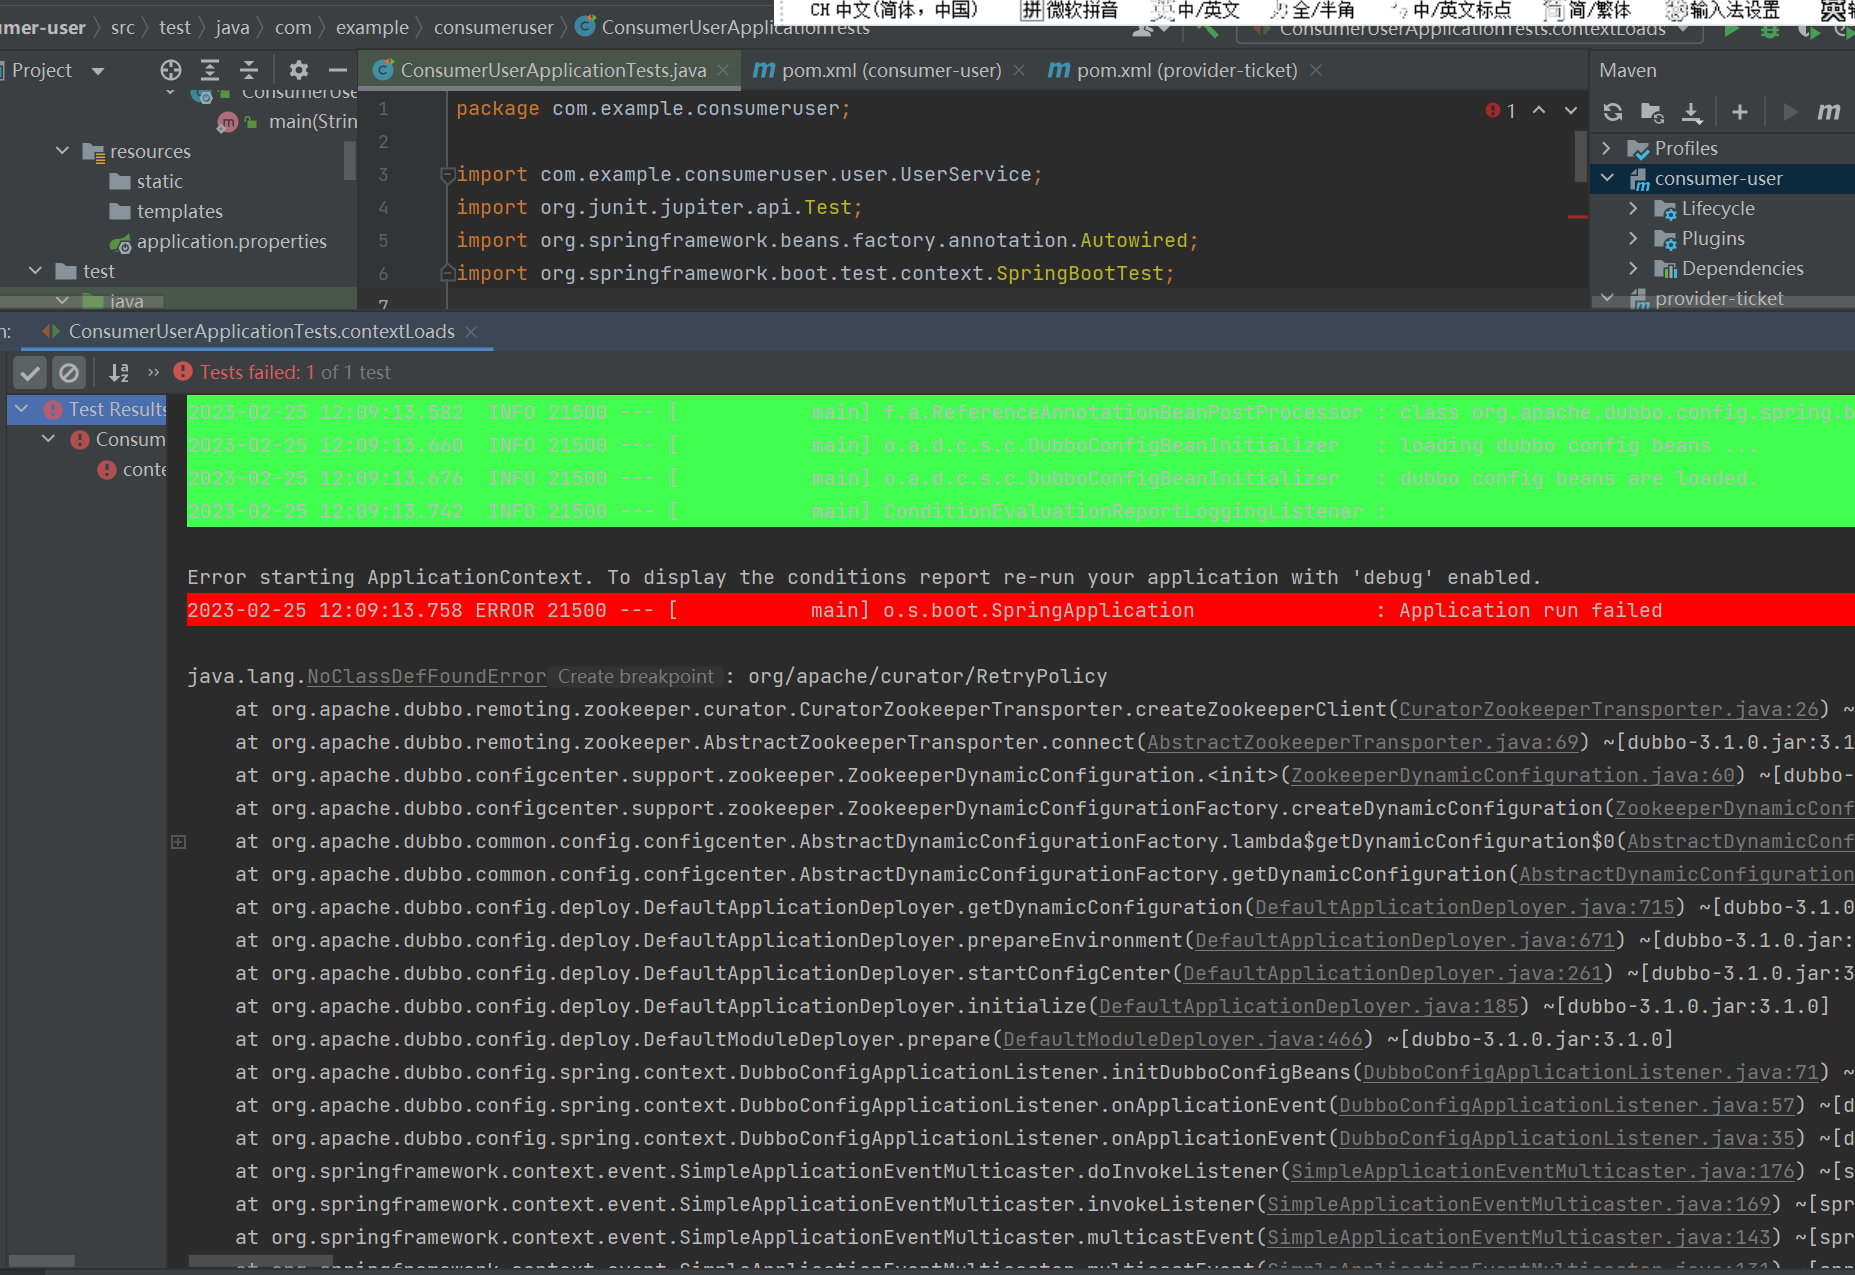 CH 中文(简体，中国) 拼 微软拼音 英 中/英文 全/半角 中/英文标点 简 简/繁体 输入法设置 英
mer-user 〉 src 〉 test 〉 java 〉 com 〉 example 〉 consumeruser 〉 ConsumerUserApplicationTests
ConsumerUserApplicationTests.contextLoads
Project
ConsumerUserApplicationTests.java
pom.xml (consumer-user)
pom.xml (provider-ticket)
Maven
ConsumerUse
main(Strin
resources
static
templates
application.properties
test
java
1 package com.example.consumeruser;
2
3 import com.example.consumeruser.user.UserService;
4 import org.junit.jupiter.api.Test;
5 import org.springframework.beans.factory.annotation.Autowired;
6 import org.springframework.boot.test.context.SpringBootTest;
7
1
Profiles
consumer-user
Lifecycle
Plugins
Dependencies
provider-ticket
n: ConsumerUserApplicationTests.contextLoads
Tests failed: 1 of 1 test
Test Results
Consum
conte
2023-02-25 12:09:13.582  INFO 21500 --- [           main] f.a.ReferenceAnnotationBeanPostProcessor : class org.apache.dubbo.config.spring.b
2023-02-25 12:09:13.660  INFO 21500 --- [           main] o.a.d.c.s.c.DubboConfigBeanInitializer   : loading dubbo config beans ...
2023-02-25 12:09:13.676  INFO 21500 --- [           main] o.a.d.c.s.c.DubboConfigBeanInitializer   : dubbo config beans are loaded.
2023-02-25 12:09:13.742  INFO 21500 --- [           main] ConditionEvaluationReportLoggingListener :
Error starting ApplicationContext. To display the conditions report re-run your application with 'debug' enabled.
2023-02-25 12:09:13.758 ERROR 21500 --- [           main] o.s.boot.SpringApplication               : Application run failed
java.lang.NoClassDefFoundError Create breakpoint : org/apache/curator/RetryPolicy
at org.apache.dubbo.remoting.zookeeper.curator.CuratorZookeeperTransporter.createZookeeperClient(CuratorZookeeperTransporter.java:26) ~
at org.apache.dubbo.remoting.zookeeper.AbstractZookeeperTransporter.connect(AbstractZookeeperTransporter.java:69) ~[dubbo-3.1.0.jar:3.1
at org.apache.dubbo.configcenter.support.zookeeper.ZookeeperDynamicConfiguration.<init>(ZookeeperDynamicConfiguration.java:60) ~[dubbo-
at org.apache.dubbo.configcenter.support.zookeeper.ZookeeperDynamicConfigurationFactory.createDynamicConfiguration(ZookeeperDynamicConf
at org.apache.dubbo.common.config.configcenter.AbstractDynamicConfigurationFactory.lambda$getDynamicConfiguration$0(AbstractDynamicConf
at org.apache.dubbo.common.config.configcenter.AbstractDynamicConfigurationFactory.getDynamicConfiguration(AbstractDynamicConfiguration
at org.apache.dubbo.config.deploy.DefaultApplicationDeployer.getDynamicConfiguration(DefaultApplicationDeployer.java:715) ~[dubbo-3.1.0
at org.apache.dubbo.config.deploy.DefaultApplicationDeployer.prepareEnvironment(DefaultApplicationDeployer.java:671) ~[dubbo-3.1.0.jar:
at org.apache.dubbo.config.deploy.DefaultApplicationDeployer.startConfigCenter(DefaultApplicationDeployer.java:261) ~[dubbo-3.1.0.jar:3
at org.apache.dubbo.config.deploy.DefaultApplicationDeployer.initialize(DefaultApplicationDeployer.java:185) ~[dubbo-3.1.0.jar:3.1.0]
at org.apache.dubbo.config.deploy.DefaultModuleDeployer.prepare(DefaultModuleDeployer.java:466) ~[dubbo-3.1.0.jar:3.1.0]
at org.apache.dubbo.config.spring.context.DubboConfigApplicationListener.initDubboConfigBeans(DubboConfigApplicationListener.java:71) ~
at org.apache.dubbo.config.spring.context.DubboConfigApplicationListener.onApplicationEvent(DubboConfigApplicationListener.java:57) ~[d
at org.apache.dubbo.config.spring.context.DubboConfigApplicationListener.onApplicationEvent(DubboConfigApplicationListener.java:35) ~[d
at org.springframework.context.event.SimpleApplicationEventMulticaster.doInvokeListener(SimpleApplicationEventMulticaster.java:176) ~[s
at org.springframework.context.event.SimpleApplicationEventMulticaster.invokeListener(SimpleApplicationEventMulticaster.java:169) ~[spr
at org.springframework.context.event.SimpleApplicationEventMulticaster.multicastEvent(SimpleApplicationEventMulticaster.java:143) ~[spr